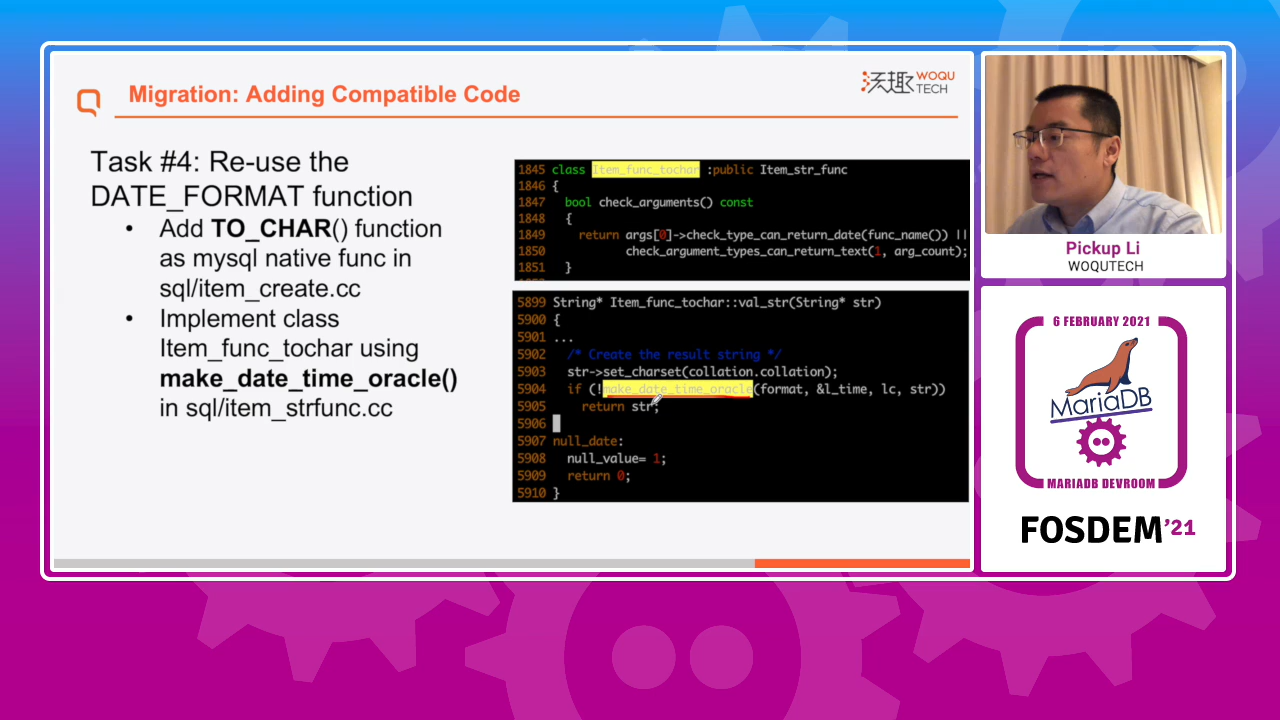 Migration: Adding Compatible Code
沃趣 WOQU
TECH
Task #4: Re-use the
DATE_FORMAT function
• Add TO_CHAR() function
as mysql native func in
sql/item_create.cc
• Implement class
Item_func_tochar using
make_date_time_oracle()
in sql/item_strfunc.cc
1845 class Item_func_tochar :public Item_str_func
1846 {
1847 bool check_arguments() const
1848 {
1849 return args[0]->check_type_can_return_date(func_name()) ||
1850 check_argument_types_can_return_text(1, arg_count);
1851 }
5899 String* Item_func_tochar::val_str(String* str)
5900 {
5901 ...
5902 /* Create the result string */
5903 str->set_charset(collation.collation);
5904 if (!make_date_time_oracle(format, &l_time, lc, str))
5905 return str;
5906
5907 null_date:
5908 null_value= 1;
5909 return 0;
5910 }
Pickup Li
WOQUTECH
6 FEBRUARY 2021
MariaDB
MARIADB DEVROOM
FOSDEM'21